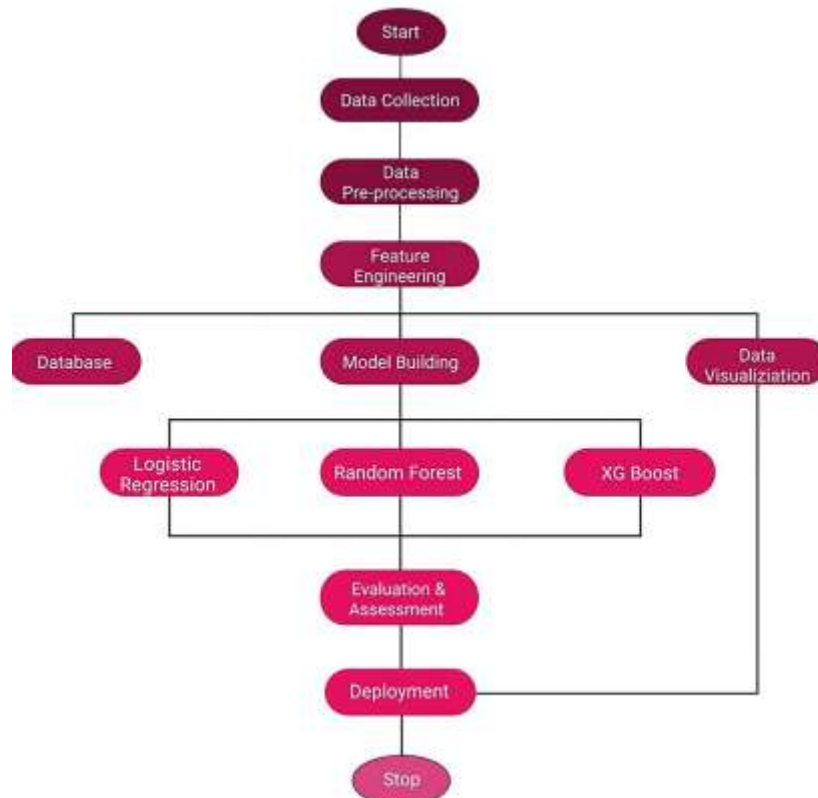 Start
Data Collection
Data
Pre-processing
Feature
Engineering
Database
Model Building
Data
Visualiziation
Logistic
Regression
Random Forest
XG Boost
Evaluation &
Assessment
Deployment
Stop